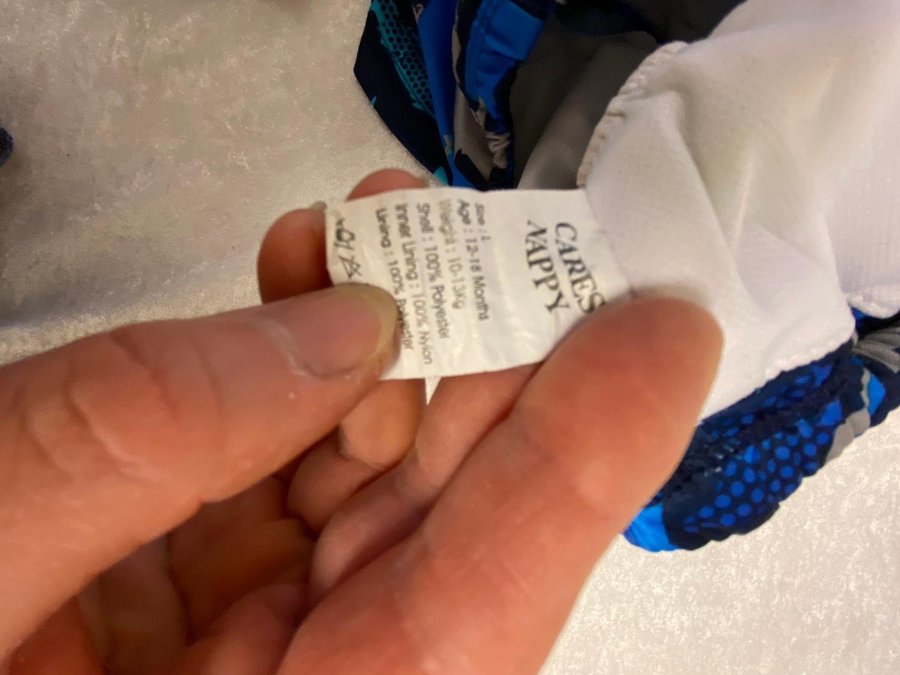 CARES
NAPPY
Size : L
Age : 12-18 Months
Weight : 10-13Kg
Shell : 100% Polyester
Inner Lining : 100% Nylon
Lining : 100% Polyester